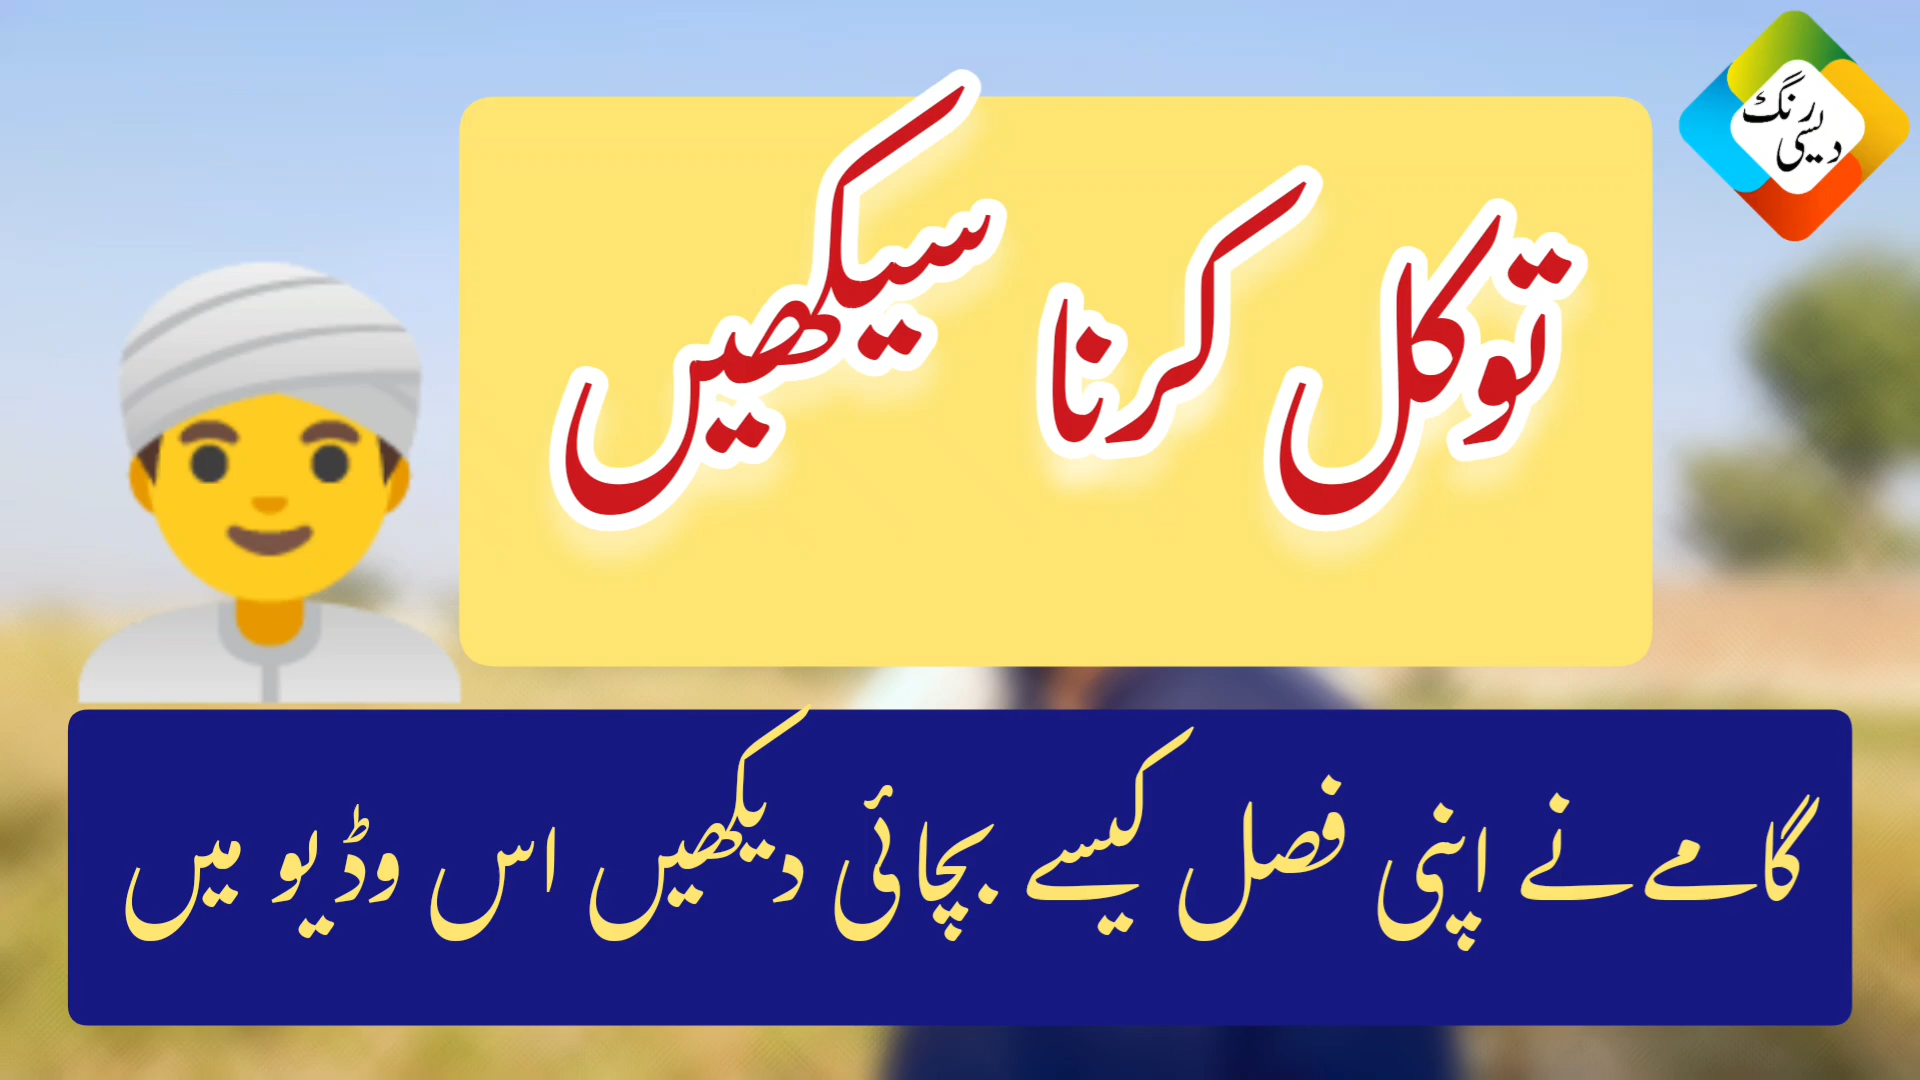 دیسی رنگ
توکل کرنا سیکھیں
گامے نے اپنی فصل کیسے بچائی دیکھیں اس وڈیو میں